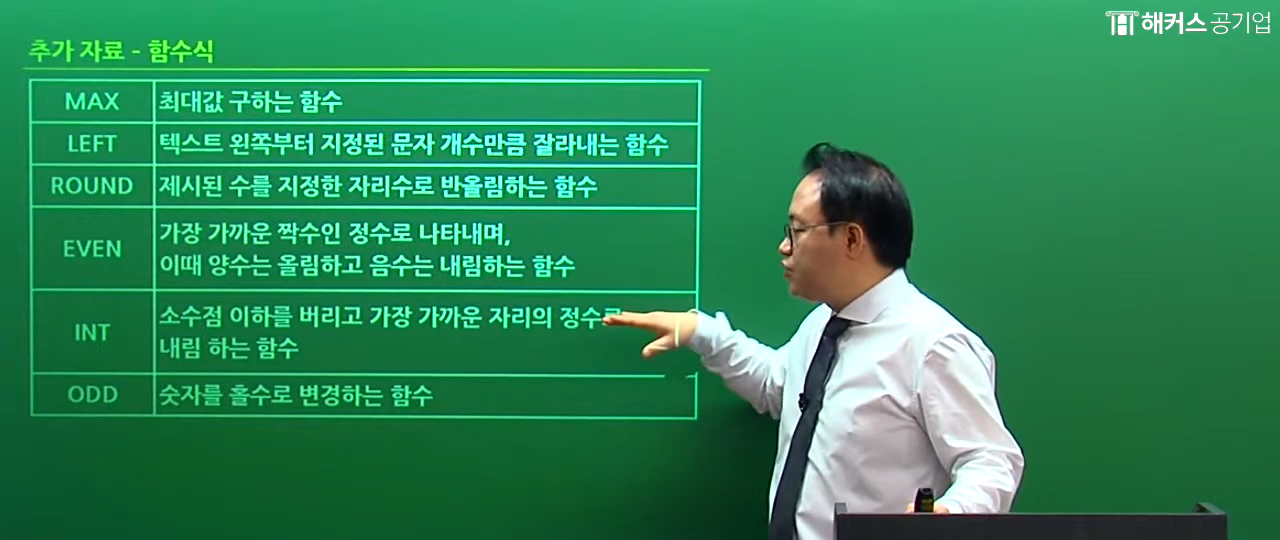 해커스 공기업
추가 자료 - 함수식
MAX 최대값 구하는 함수
LEFT 텍스트 왼쪽부터 지정된 문자 개수만큼 잘라내는 함수
ROUND 제시된 수를 지정한 자리수로 반올림하는 함수
EVEN 가장 가까운 짝수인 정수로 나타내며,
이때 양수는 올림하고 음수는 내림하는 함수
INT 소수점 이하를 버리고 가장 가까운 자리의 정수로
내림 하는 함수
ODD 숫자를 홀수로 변경하는 함수